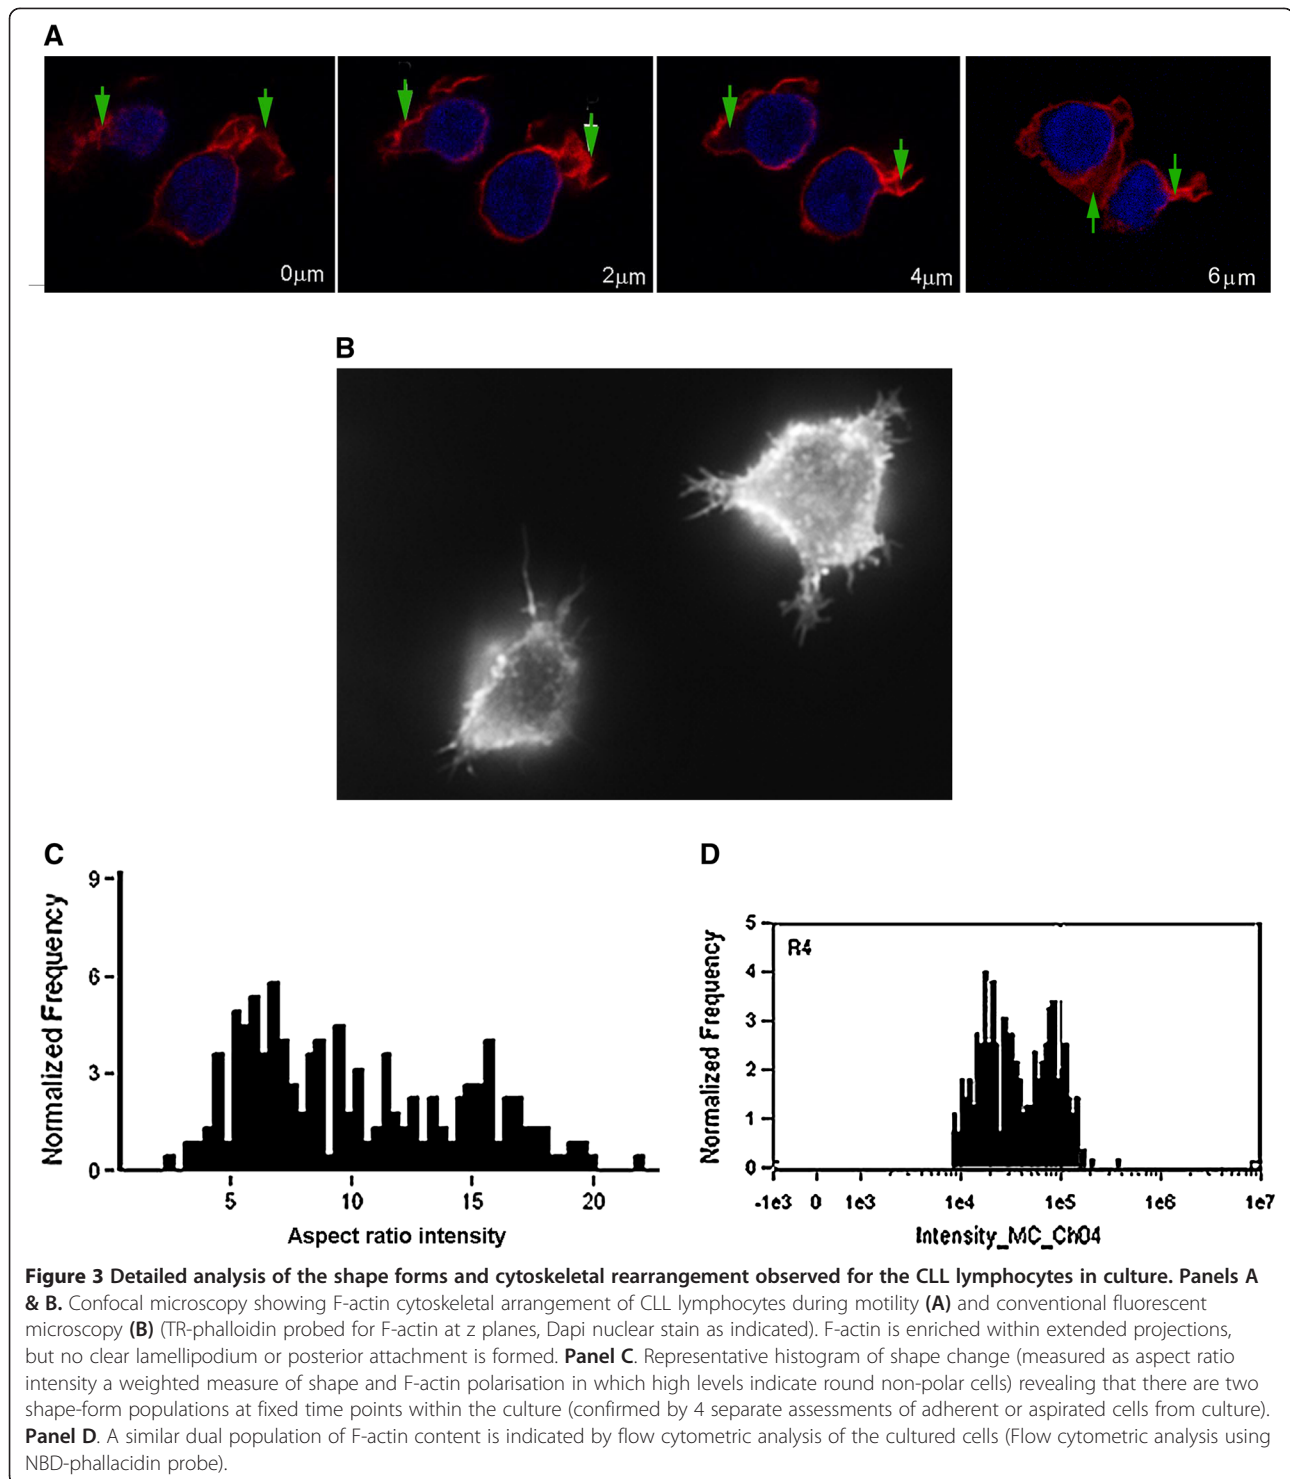 A
0μm
2μm
4μm
6μm
B
C
Normalized Frequency
9
6
3
0
5
10
15
20
Aspect ratio intensity
D
R4
Normalized Frequency
5
4
3
2
1
0
-1e3
0
1e3
1e4
1e5
1e6
1e7
Intensity_MC_Ch04
Figure 3 Detailed analysis of the shape forms and cytoskeletal rearrangement observed for the CLL lymphocytes in culture. Panels A
& B. Confocal microscopy showing F-actin cytoskeletal arrangement of CLL lymphocytes during motility (A) and conventional fluorescent
microscopy (B) (TR-phalloidin probed for F-actin at z planes, Dapi nuclear stain as indicated). F-actin is enriched within extended projections,
but no clear lamellipodium or posterior attachment is formed. Panel C. Representative histogram of shape change (measured as aspect ratio
intensity a weighted measure of shape and F-actin polarisation in which high levels indicate round non-polar cells) revealing that there are two
shape-form populations at fixed time points within the culture (confirmed by 4 separate assessments of adherent or aspirated cells from culture).
Panel D. A similar dual population of F-actin content is indicated by flow cytometric analysis of the cultured cells (Flow cytometric analysis using
NBD-phallacidin probe).